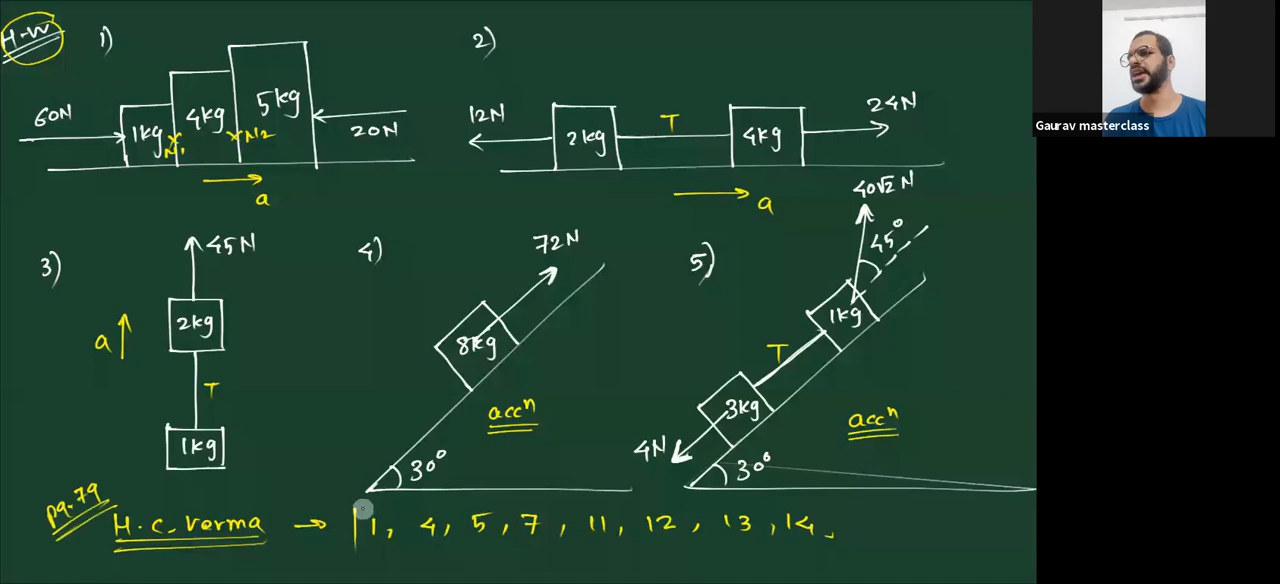 H.W
1)
60N
1kg
4kg
5kg
20N
N1
N2
a
2)
12N
2kg
T
4kg
24N
a
3)
45N
2kg
a
T
1kg
4)
72N
8kg
accⁿ
30°
5)
40√2 N
45°
1kg
T
3kg
4N
accⁿ
30°
pg.79
H.C.Verma → 1, 4, 5, 7, 11, 12, 13, 14
Gaurav masterclass